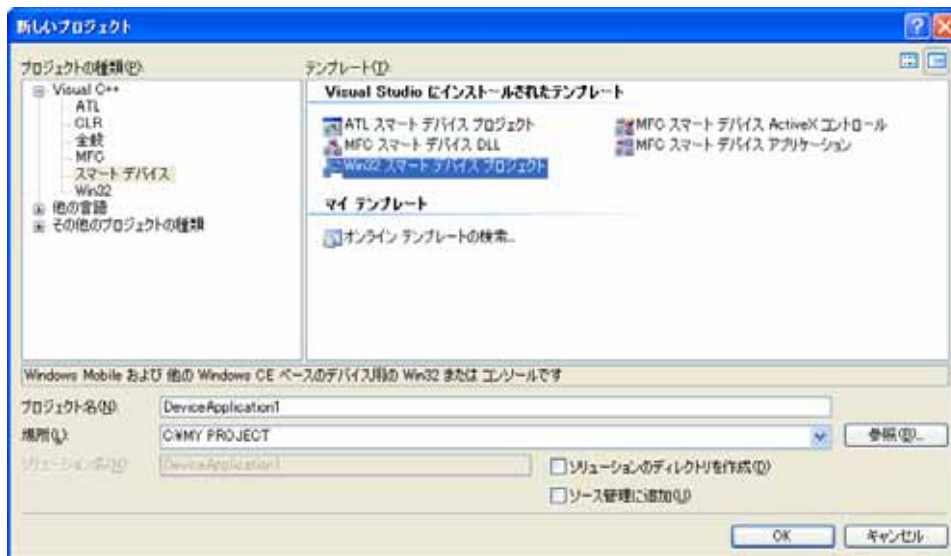 新しいプロジェクト
プロジェクトの種類(P):
テンプレート(T):
Visual C++
ATL
CLR
全般
MFC
スマート デバイス
Win32
他の言語
その他のプロジェクトの種類
Visual Studio にインストールされたテンプレート
ATL スマート デバイス プロジェクト
MFC スマート デバイス ActiveX コントロール
MFC スマート デバイス DLL
MFC スマート デバイス アプリケーション
Win32 スマート デバイス プロジェクト
マイ テンプレート
オンライン テンプレートの検索...
Windows Mobile および 他の Windows CE ベースのデバイス用の Win32 または コンソールです
プロジェクト名(N):
DeviceApplication1
場所(L):
C:¥MY PROJECT
参照(B)...
ソリューション名(M):
DeviceApplication1
ソリューションのディレクトリを作成(D)
ソース管理に追加(U)
OK
キャンセル